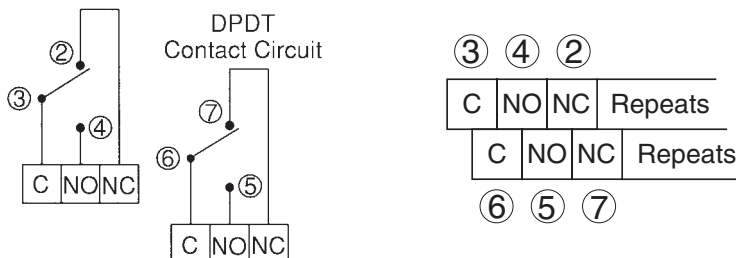 DPDT
Contact Circuit
②
③
④
C NO NC
⑦
⑥
⑤
C NO NC
③ ④ ②
C NO NC Repeats
C NO NC Repeats
⑥ ⑤ ⑦